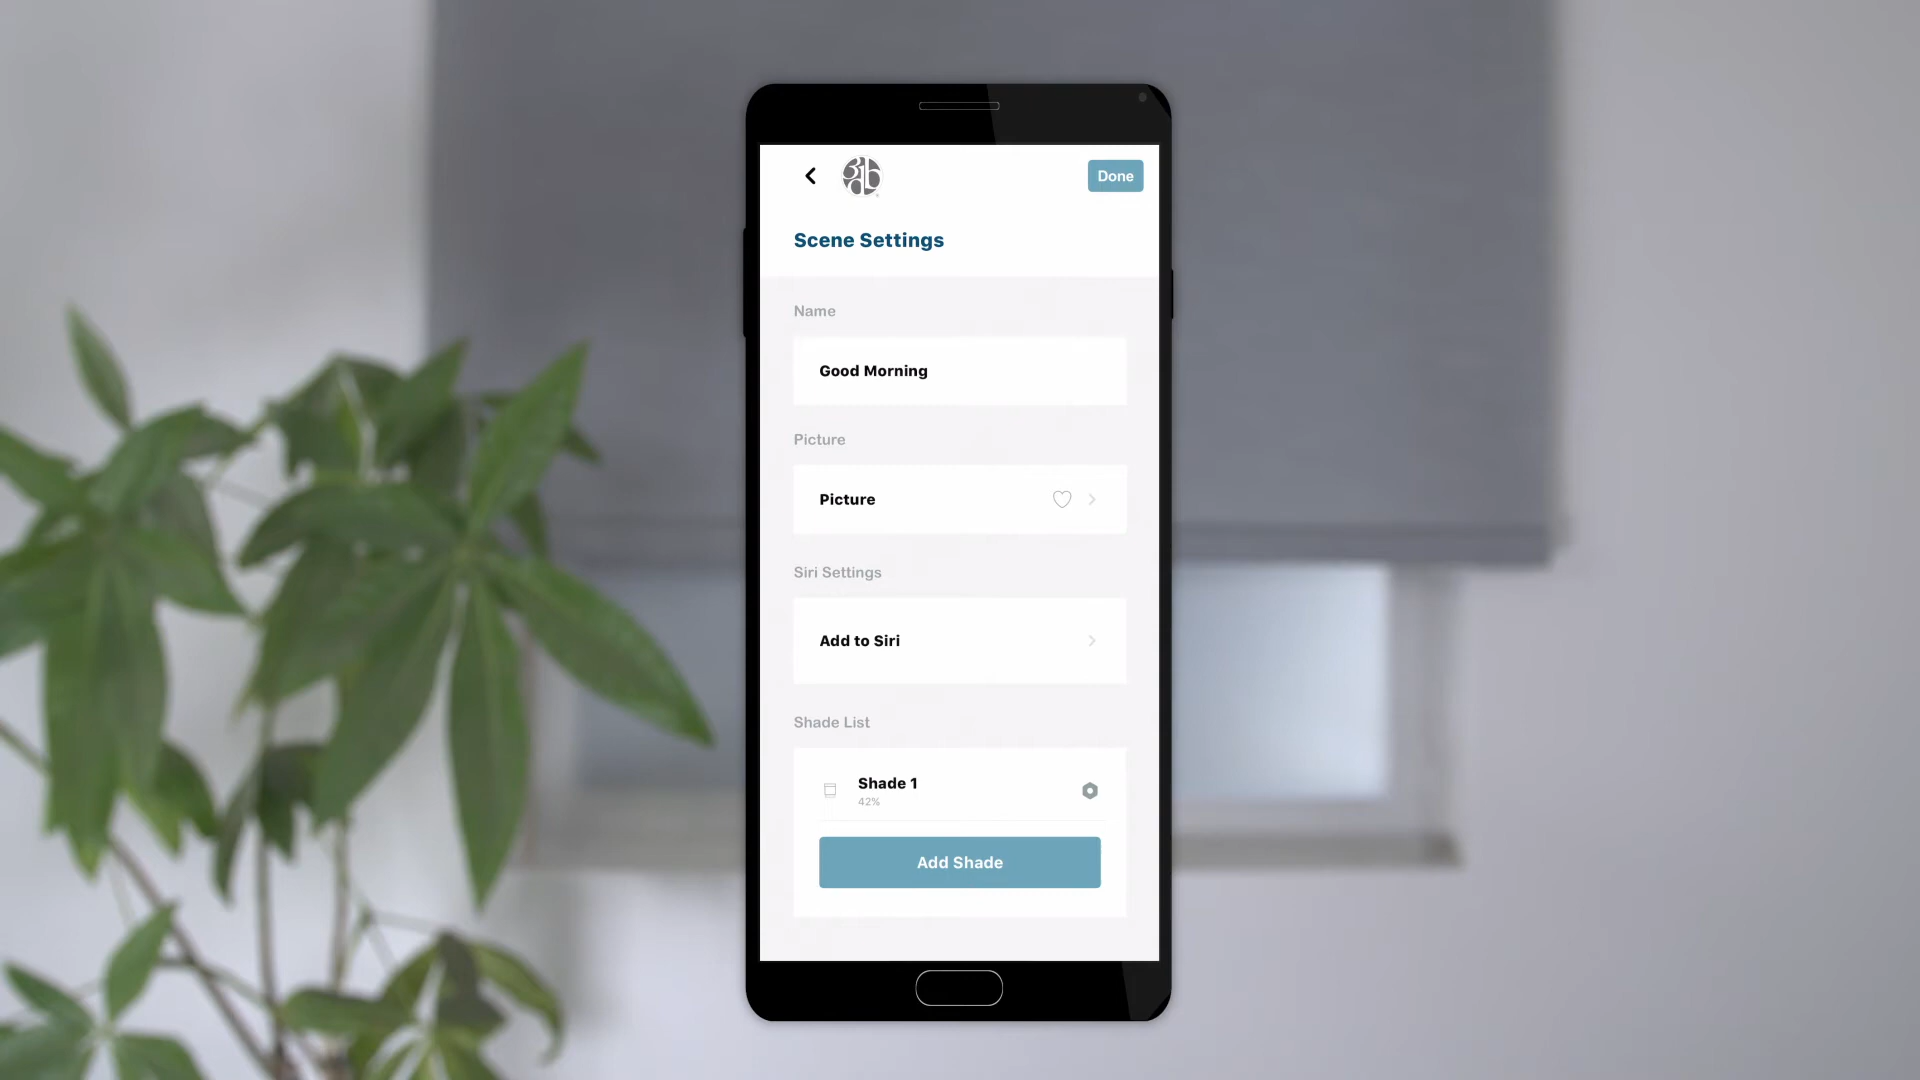 Done
Scene Settings
Name
Good Morning
Picture
Picture
Siri Settings
Add to Siri
Shade List
Shade 1
42%
Add Shade